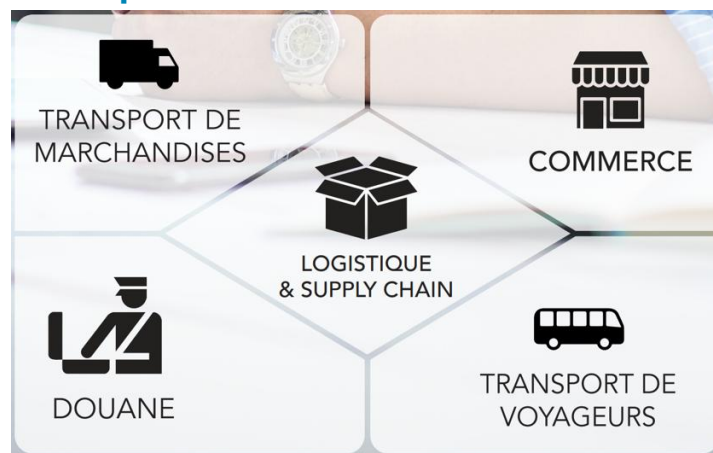 TRANSPORT DE
MARCHANDISES
COMMERCE
LOGISTIQUE
& SUPPLY CHAIN
DOUANE
TRANSPORT DE
VOYAGEURS